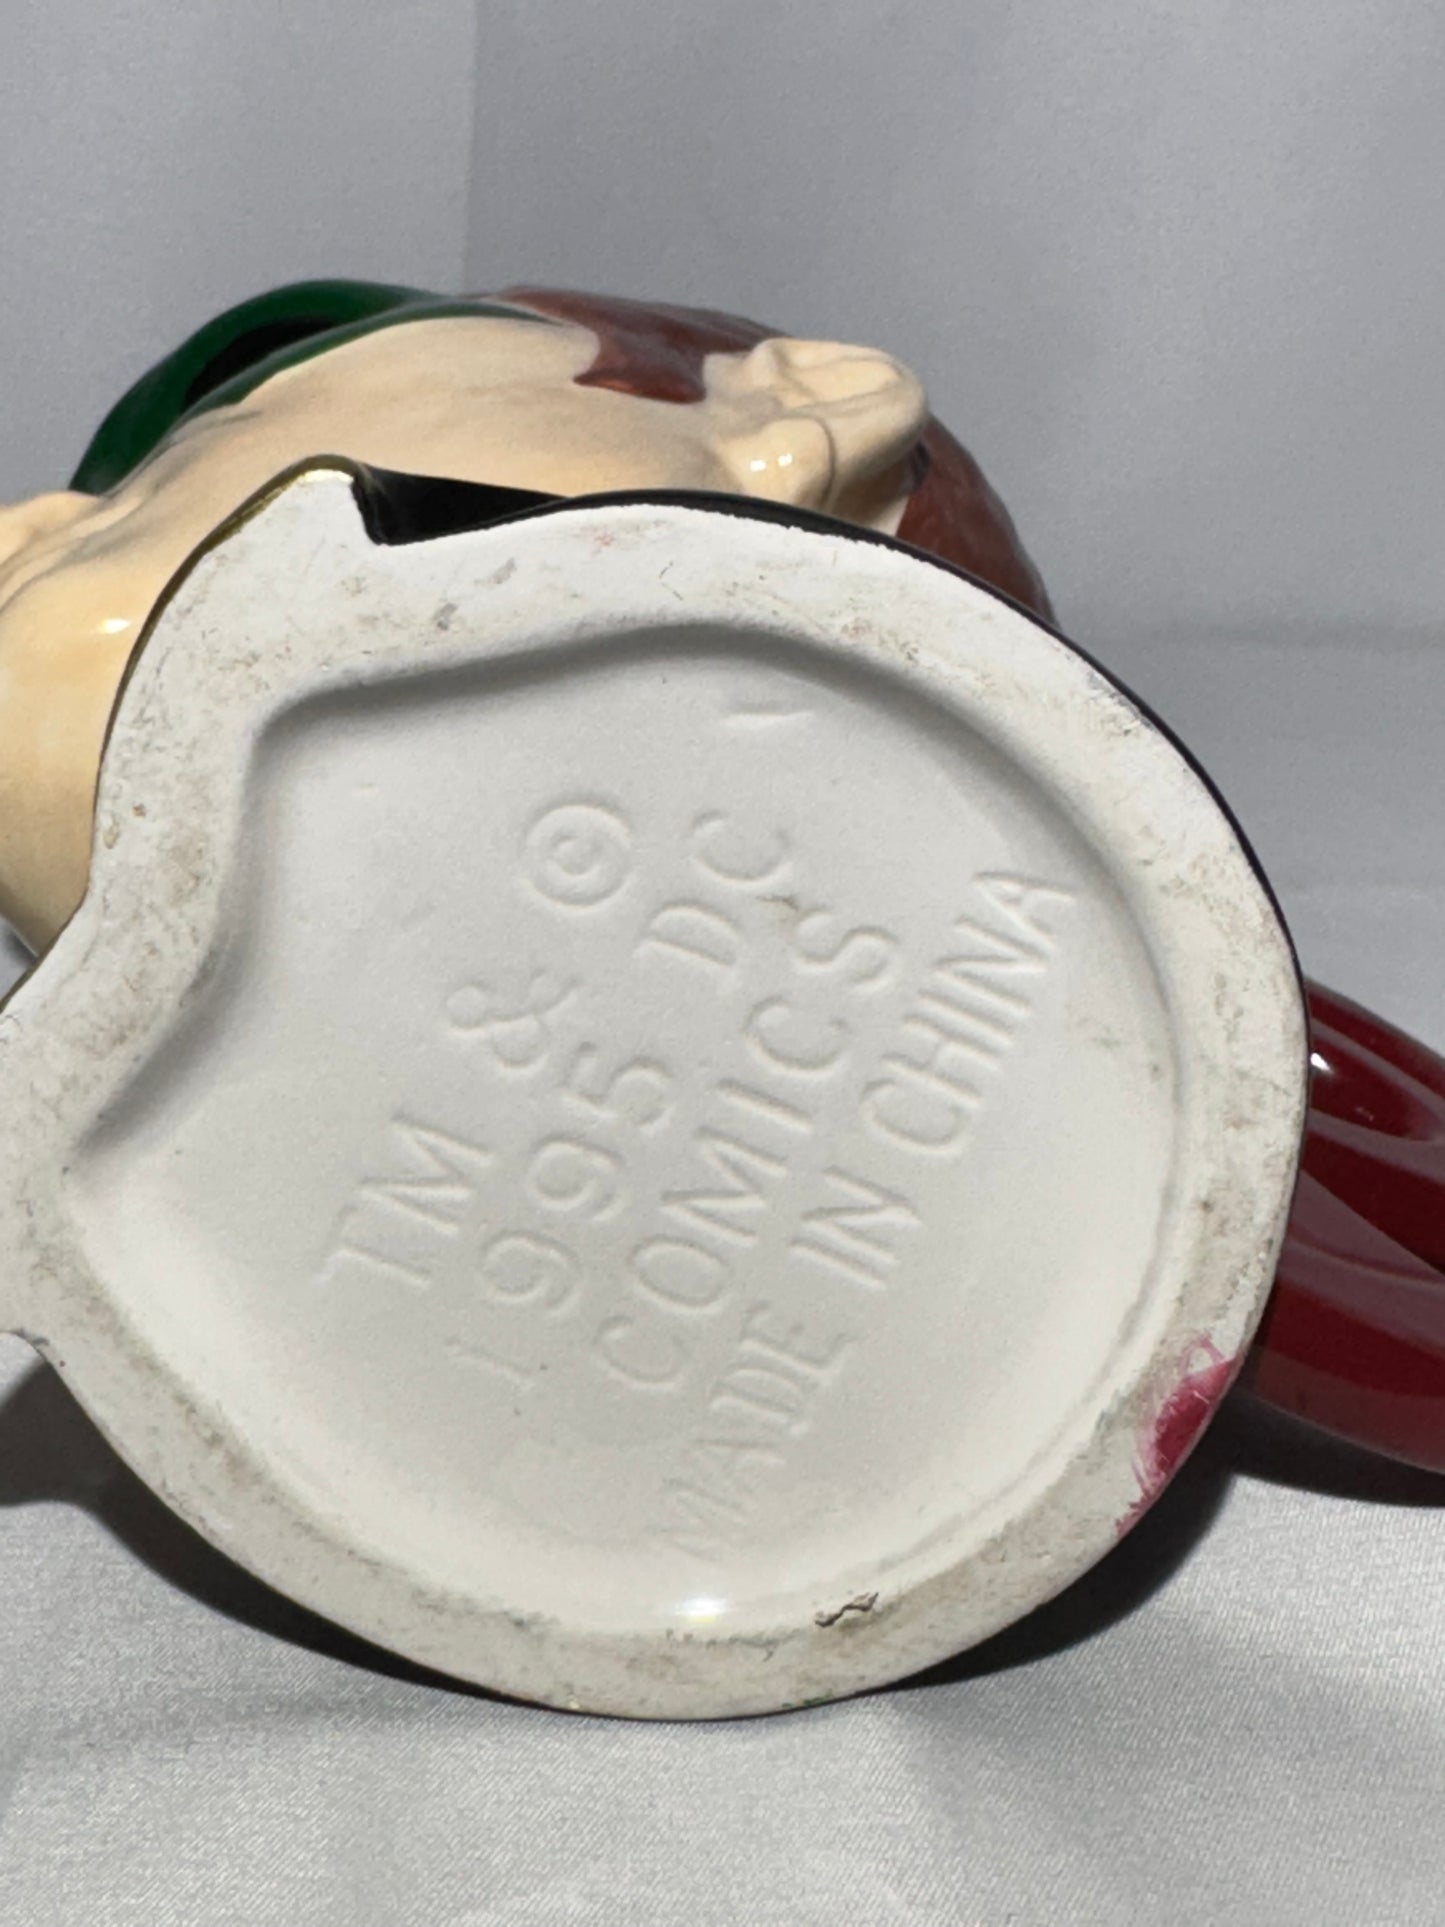 TM & ©
1995 DC
COMICS
MADE IN CHINA